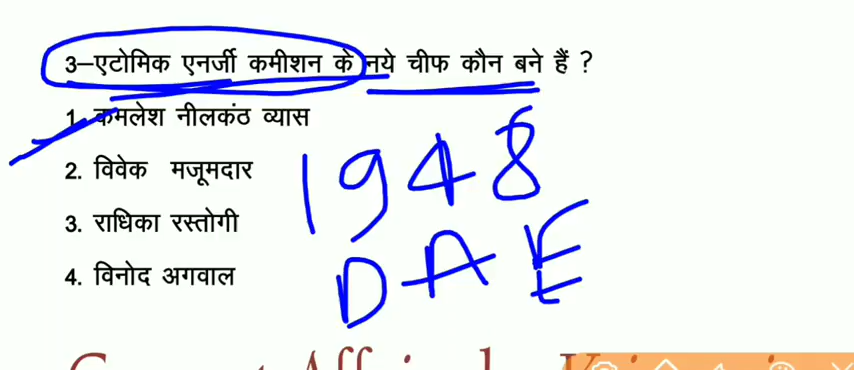 3–एटोमिक एनर्जी कमीशन के नये चीफ कौन बने हैं ?
1. कमलेश नीलकंठ व्यास
2. विवेक मजूमदार
3. राधिका रस्तोगी
4. विनोद अगवाल
1948
DAE